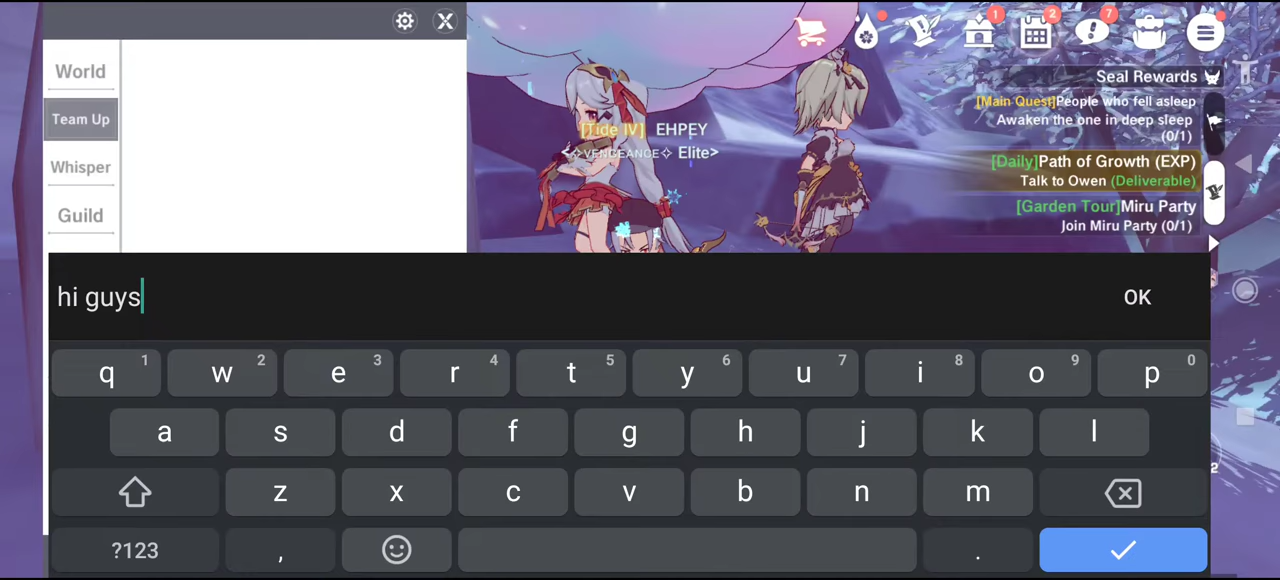 World
Team Up
Whisper
Guild
1
2
7
Seal Rewards
[Main Quest]People who fell asleep
Awaken the one in deep sleep
(0/1)
[Daily]Path of Growth (EXP)
Talk to Owen (Deliverable)
[Garden Tour]Miru Party
Join Miru Party (0/1)
[Tide IV] EHPEY
<✧VENGEANCE✧ Elite>
hi guys
OK
q 1 w 2 e 3 r 4 t 5 y 6 u 7 i 8 o 9 p 0
a s d f g h j k l
z x c v b n m
?123 , .
2